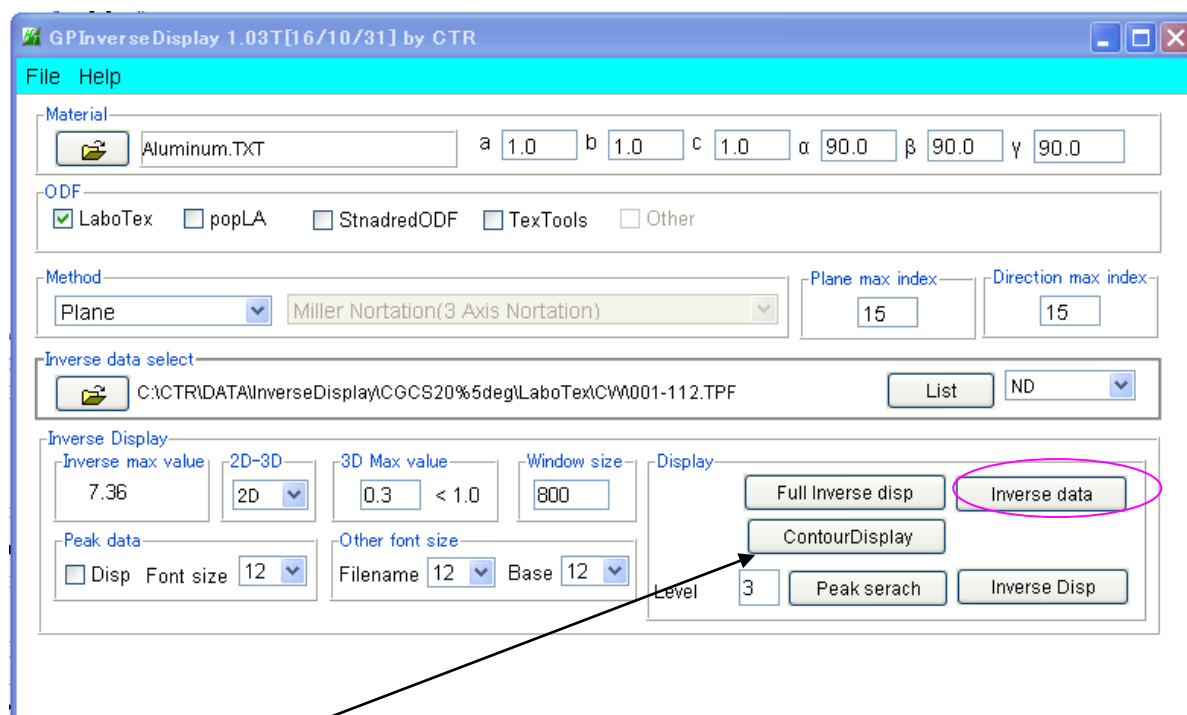 GPInverseDisplay 1.03T[16/10/31] by CTR
File Help
Material
Aluminum.TXT a 1.0 b 1.0 c 1.0 α 90.0 β 90.0 γ 90.0
ODF
LaboTex popLA StnadredODF TexTools Other
Method Plane max index Direction max index
Plane Miller Nortation(3 Axis Nortation) 15 15
Inverse data select
C:\CTR\DATA\InverseDisplay\CGCS20%5deg\LaboTex\CW\001-112.TPF List ND
Inverse Display
Inverse max value 2D-3D 3D Max value Window size Display
7.36 2D 0.3 < 1.0 800 Full Inverse disp Inverse data
ContourDisplay
Peak data Other font size
Disp Font size 12 Filename 12 Base 12
Level 3 Peak serach Inverse Disp